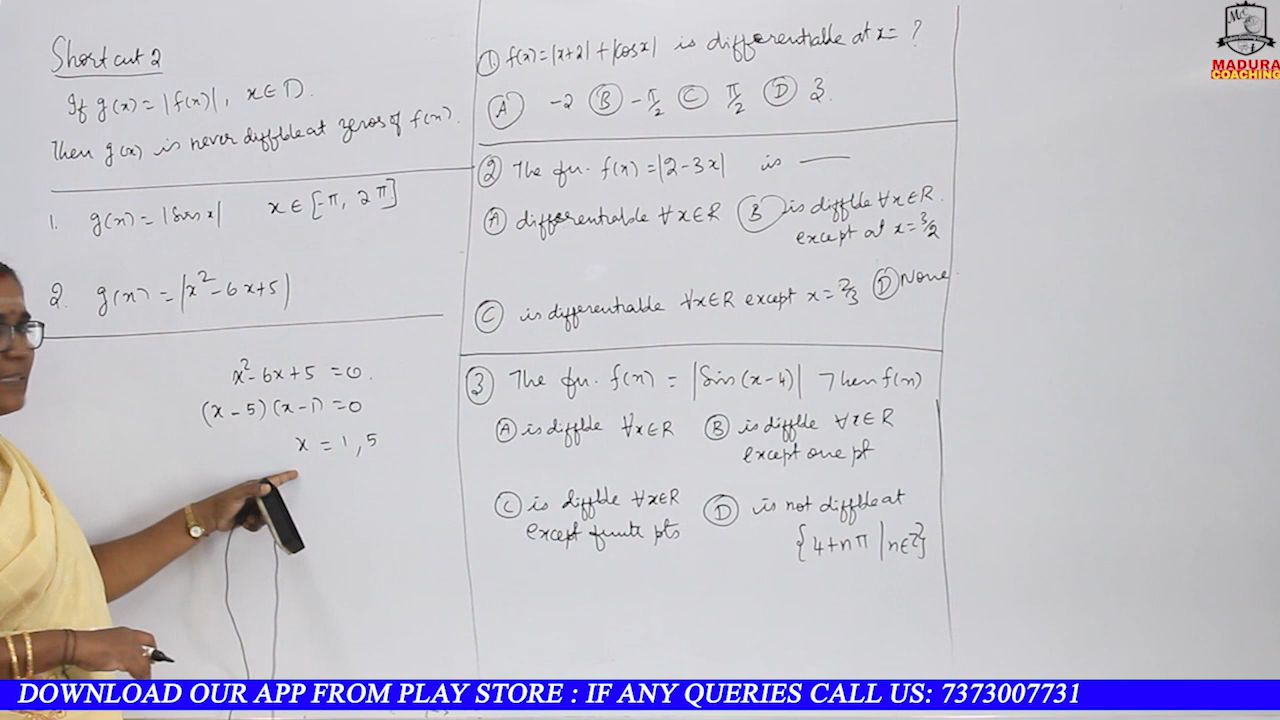 Shortcut 2
If g(x) = |f(x)|, x∈D.
Then g(x) is never diffble at zeros of f(x).
1. g(x) = |Sin x| x∈[-π, 2π]
2. g(x) = |x²-6x+5|
x²-6x+5 = 0.
(x-5)(x-1) = 0
x = 1, 5
① f(x) = |x+2| + |cos x| is differentiable at x = ?
Ⓐ -2 Ⓑ -π/2 Ⓒ π/2 Ⓓ 3.
② The fn. f(x) = |2-3x| is ——
Ⓐ differentiable ∀x∈R Ⓑ is diffble ∀x∈R.
except at x = 3/2
Ⓒ is differentiable ∀x∈R except x = 2/3 Ⓓ None.
③ The fn. f(x) = |Sin(x-4)| Then f(x)
Ⓐ is diffble ∀x∈R Ⓑ is diffble ∀x∈R
except one pt
Ⓒ is diffble ∀x∈R
except finite pts
Ⓓ is not diffble at
{4+nπ | n∈Z}
MADURA
COACHING
DOWNLOAD OUR APP FROM PLAY STORE : IF ANY QUERIES CALL US: 7373007731